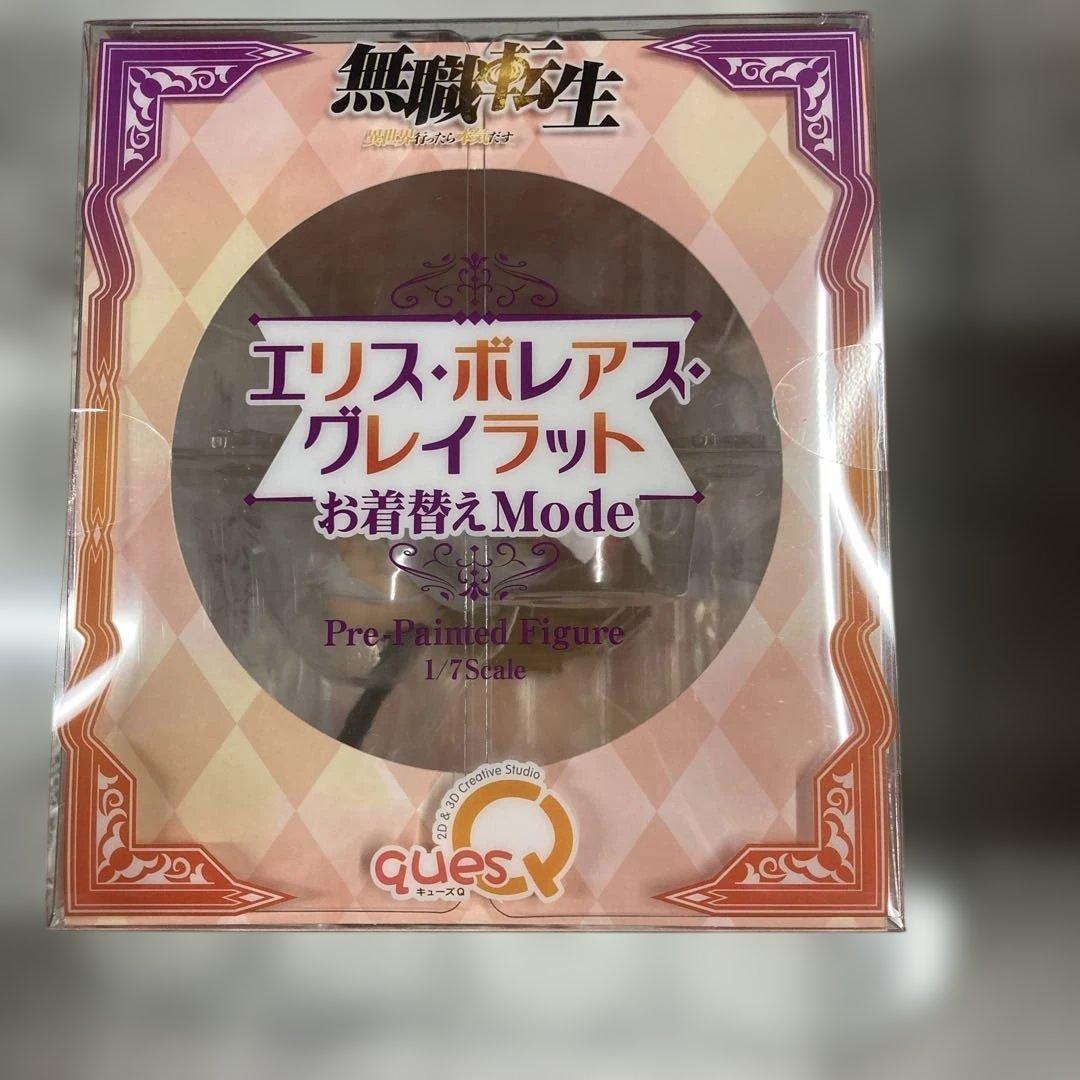 無職転生
異世界行ったら本気だす
エリス・ボレアス・
グレイラット
お着替えMode
Pre-Painted Figure
1/7Scale
2D & 3D Creative Studio
quesQ
キューズQ